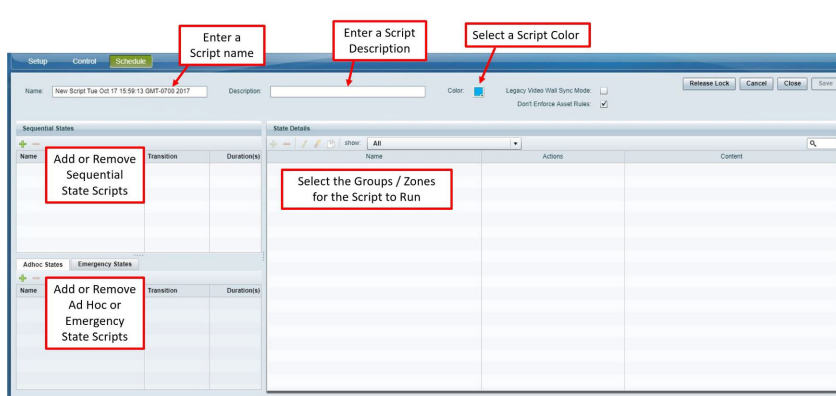 Enter a
Script name
Enter a Script
Description
Select a Script Color
Setup Control Schedule
Name: New Script Tue Oct 17 15:59:13 GMT-0700 2017 Description: Color: Legacy Video Wall Sync Mode: Release Lock Cancel Close Save
Don't Enforce Asset Rules:
Sequential States State Details
show: All
Name Transition Duration(s) Name Actions Content
Add or Remove
Sequential
State Scripts
Select the Groups / Zones
for the Script to Run
Adhoc States Emergency States
Name Transition Duration(s)
Add or Remove
Ad Hoc or
Emergency
State Scripts